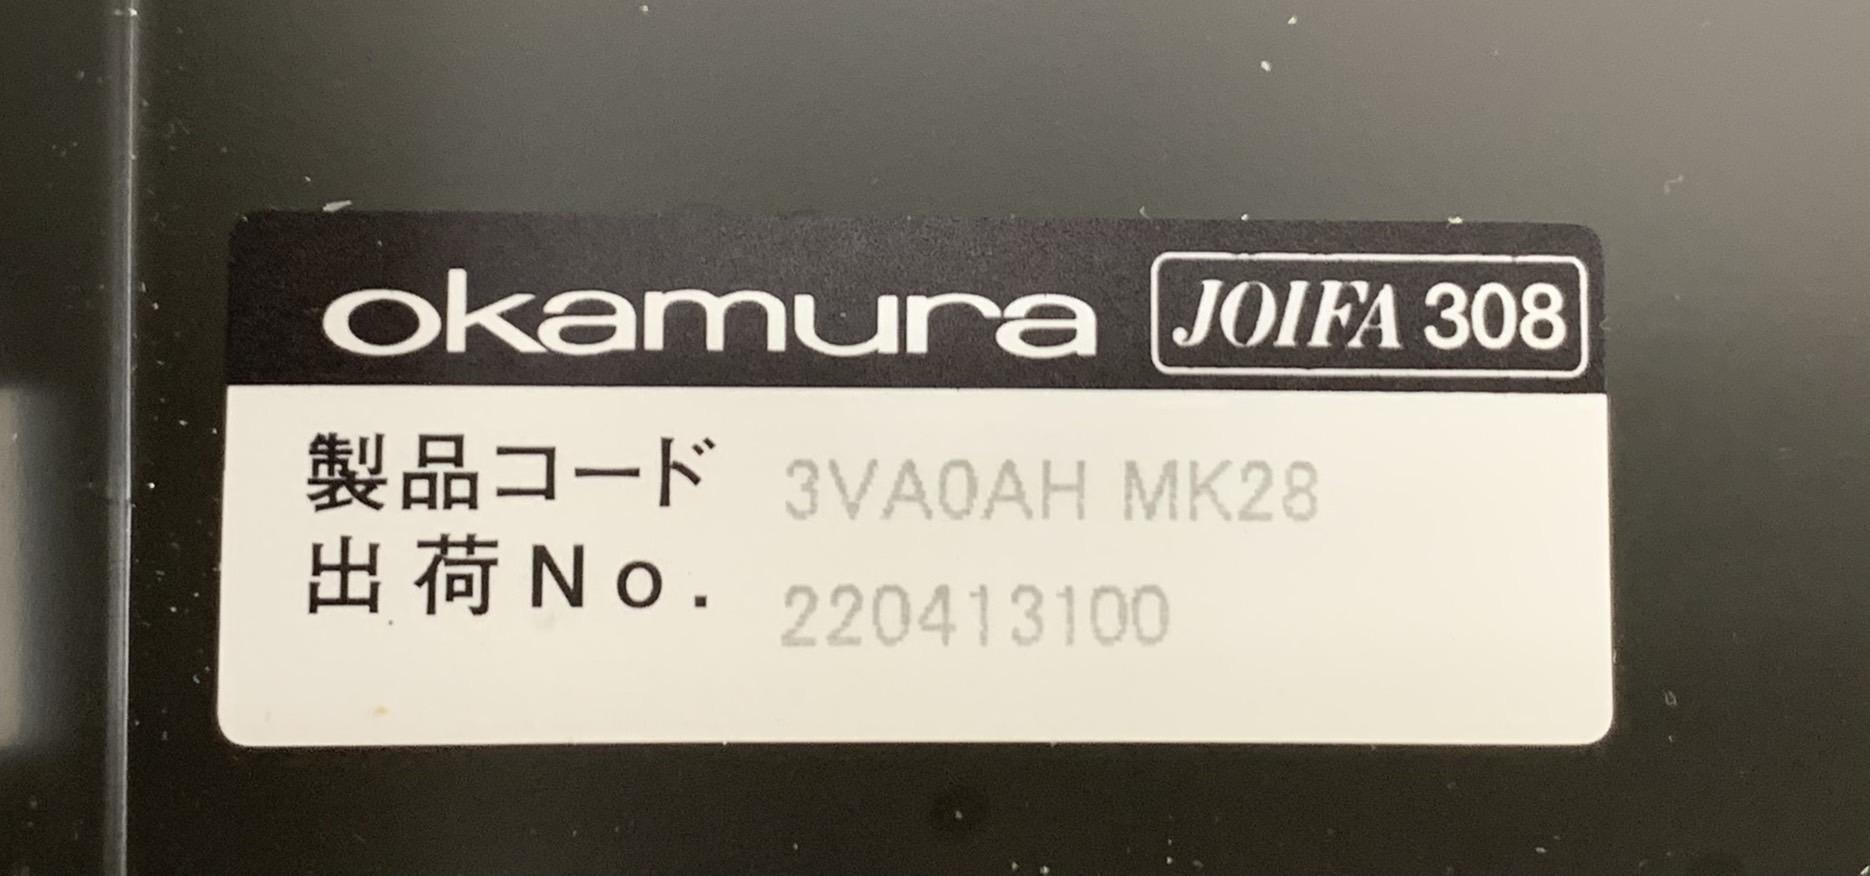 okamura JOIFA 308
製品コード 3VA0AH MK28
出荷No. 220413100